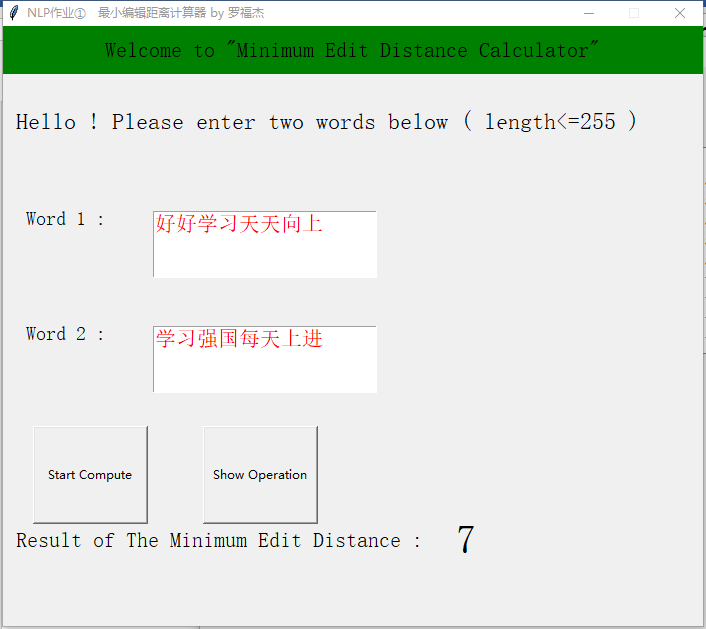 NLP作业① 最小编辑距离计算器 by 罗福杰
Welcome to "Minimum Edit Distance Calculator"
Hello ! Please enter two words below ( length<=255 )
Word 1 :
好好学习天天向上
Word 2 :
学习强国每天上进
Start Compute
Show Operation
Result of The Minimum Edit Distance : 7